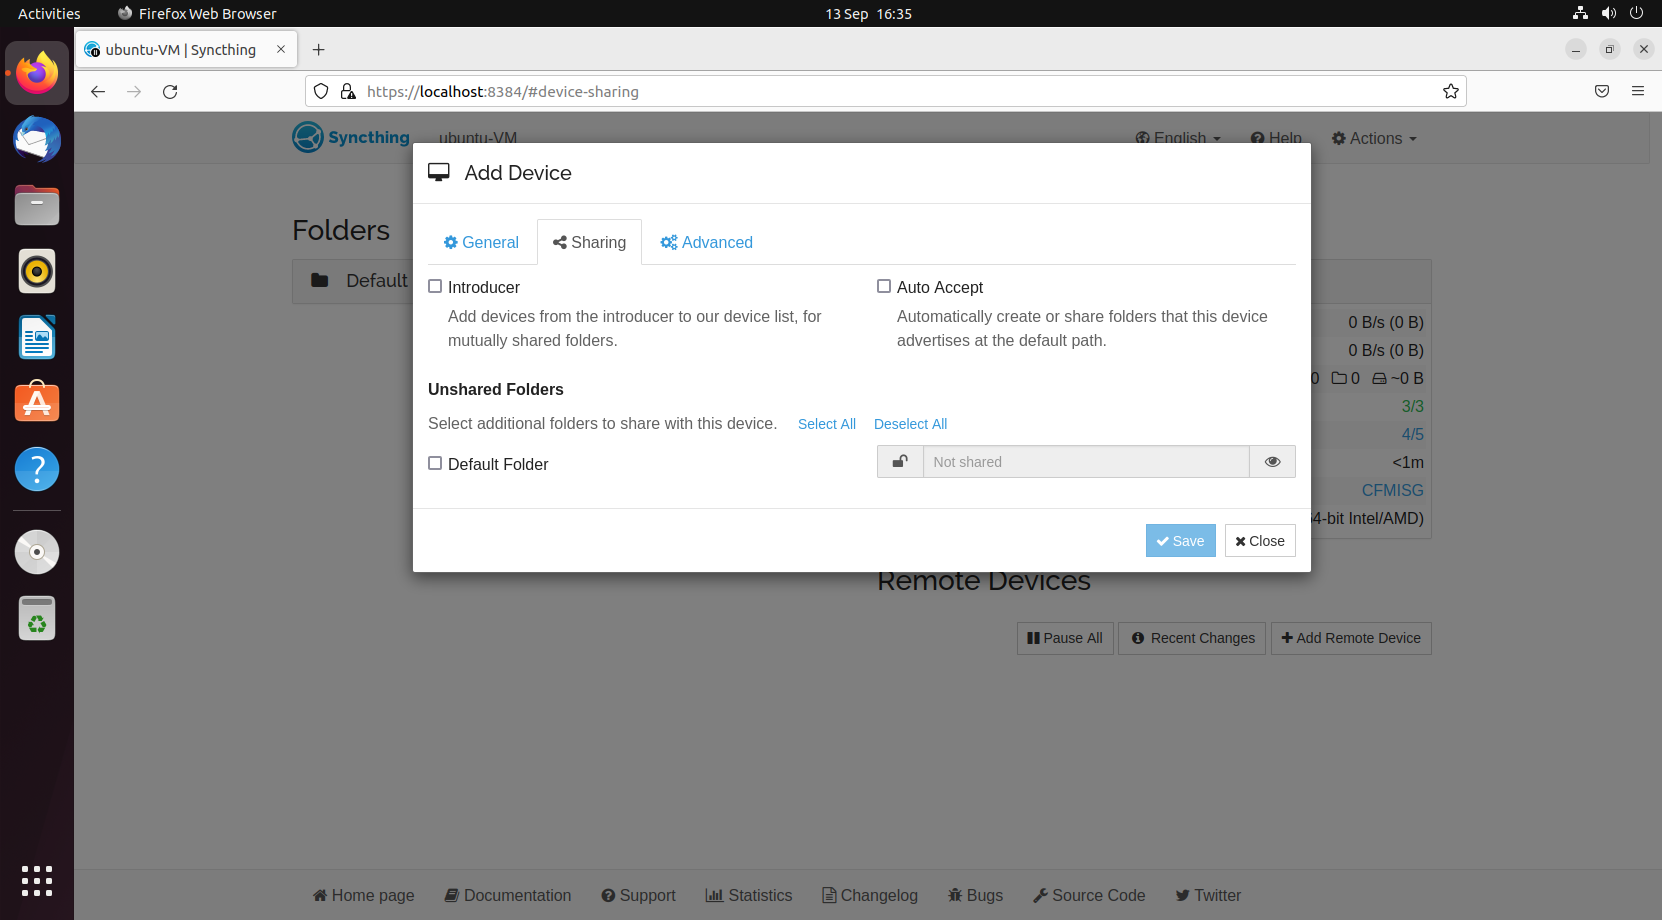 Activities
Firefox Web Browser
13 Sep 16:35
ubuntu-VM | Syncthing
https://localhost:8384/#device-sharing
Syncthing
ubuntu-VM
English
Help
Actions
Add Device
General
Sharing
Advanced
Folders
Default
Introducer
Add devices from the introducer to our device list, for
mutually shared folders.
Auto Accept
Automatically create or share folders that this device
advertises at the default path.
Unshared Folders
Select additional folders to share with this device.
Select All
Deselect All
Default Folder
Not shared
Save
Close
0 B/s (0 B)
0 B/s (0 B)
0 0 ~0 B
3/3
4/5
<1m
CFMISG
4-bit Intel/AMD)
Remote Devices
Pause All
Recent Changes
Add Remote Device
Home page
Documentation
Support
Statistics
Changelog
Bugs
Source Code
Twitter